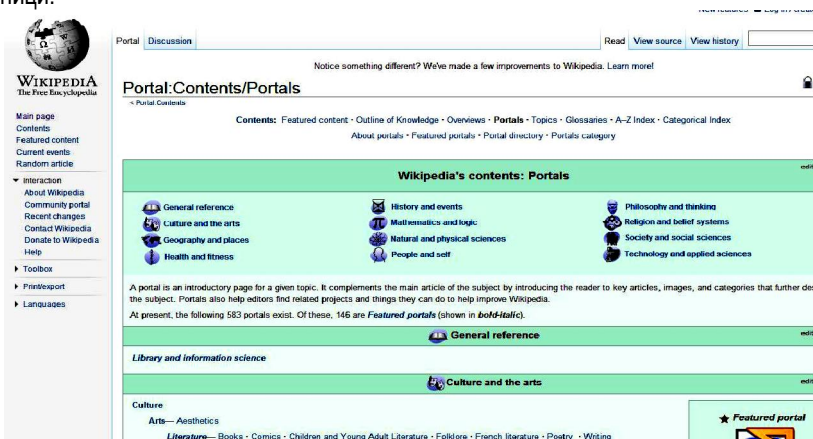 ници.
New features Log in / create
Portal Discussion Read View source View history
Notice something different? We've made a few improvements to Wikipedia. Learn more!
WIKIPEDIA
The Free Encyclopedia
Portal:Contents/Portals
< Portal:Contents
Main page
Contents
Featured content
Current events
Random article
Interaction
About Wikipedia
Community portal
Recent changes
Contact Wikipedia
Donate to Wikipedia
Help
Toolbox
Print/export
Languages
Contents: Featured content · Outline of Knowledge · Overviews · Portals · Topics · Glossaries · A–Z Index · Categorical Index
About portals · Featured portals · Portal directory · Portals category
Wikipedia's contents: Portals
General reference History and events Philosophy and thinking
Culture and the arts Mathematics and logic Religion and belief systems
Geography and places Natural and physical sciences Society and social sciences
Health and fitness People and self Technology and applied sciences
A portal is an introductory page for a given topic. It complements the main article of the subject by introducing the reader to key articles, images, and categories that further des
the subject. Portals also help editors find related projects and things they can do to help improve Wikipedia.
At present, the following 583 portals exist. Of these, 146 are Featured portals (shown in bold-italic).
General reference edit
Library and information science
Culture and the arts edit
Culture
Arts— Aesthetics
Literature— Books · Comics · Children and Young Adult Literature · Folklore · French literature · Poetry · Writing
Featured portal